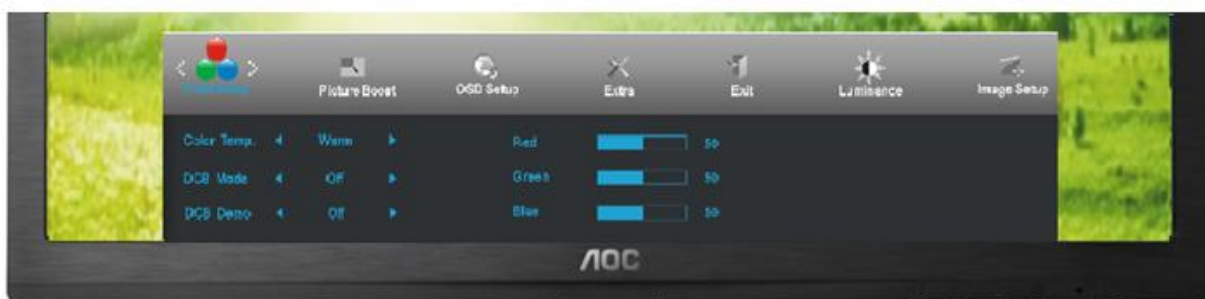 Picture Boost OSD Setup Extra Exit Luminance Image Setup
Color Temp. Warm Red 50
DCB Mode Off Green 50
DCB Demo Off Blue 50
AOC